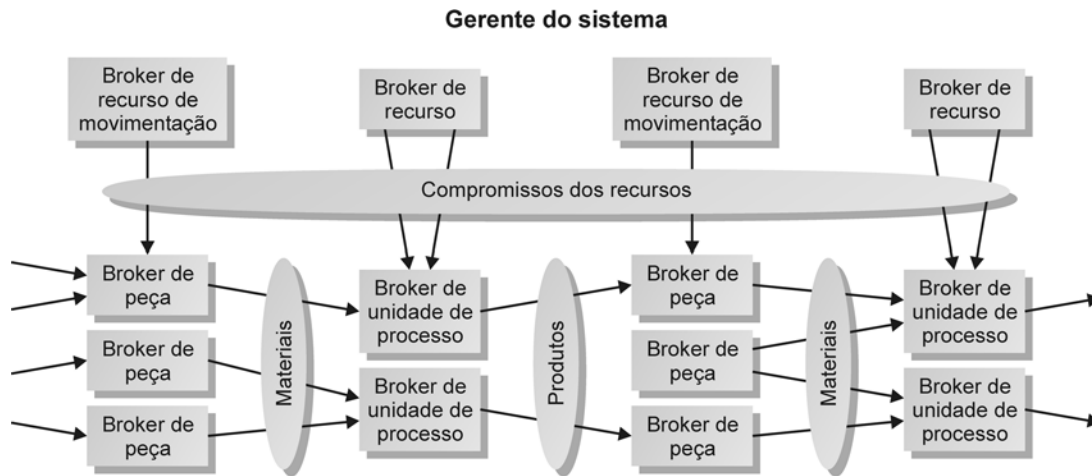 Gerente do sistema
Broker de
recurso de
movimentação
Broker de
recurso
Broker de
recurso de
movimentação
Broker de
recurso
Compromissos dos recursos
Broker de
peça
Broker de
peça
Broker de
peça
Materiais
Broker de
unidade de
processo
Broker de
unidade de
processo
Produtos
Broker de
peça
Broker de
peça
Broker de
peça
Materiais
Broker de
unidade de
processo
Broker de
unidade de
processo